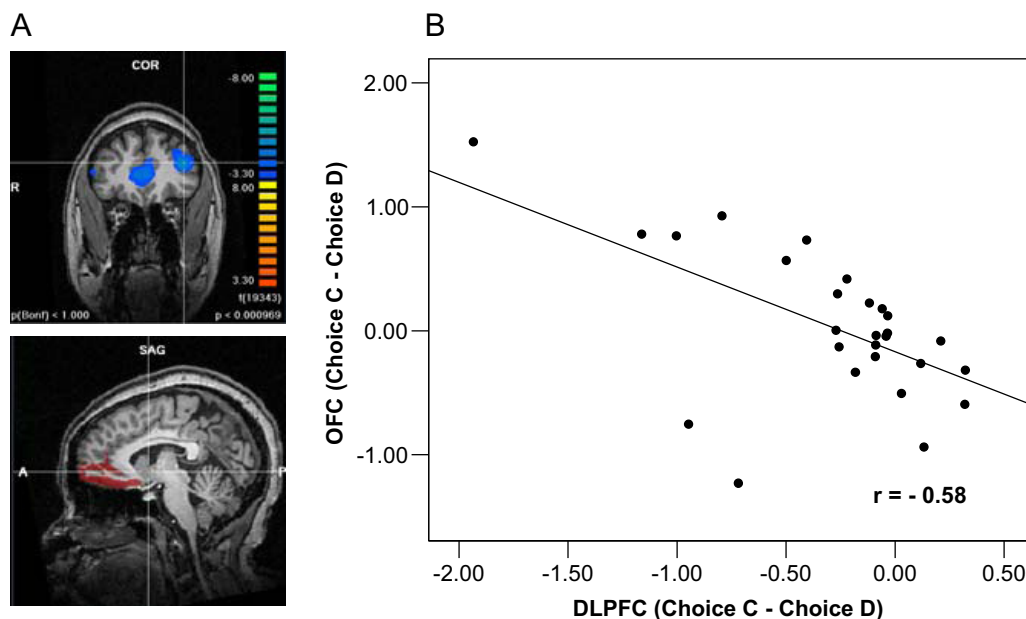 A
COR
-8.00
-3.30
8.00
3.30
R
t(19343)
p(Bonf) < 1.000
p < 0.000969
SAG
A
P
B
OFC (Choice C - Choice D)
2.00
1.00
0.00
-1.00
r = - 0.58
-2.00
-1.50
-1.00
-0.50
0.00
0.50
DLPFC (Choice C - Choice D)